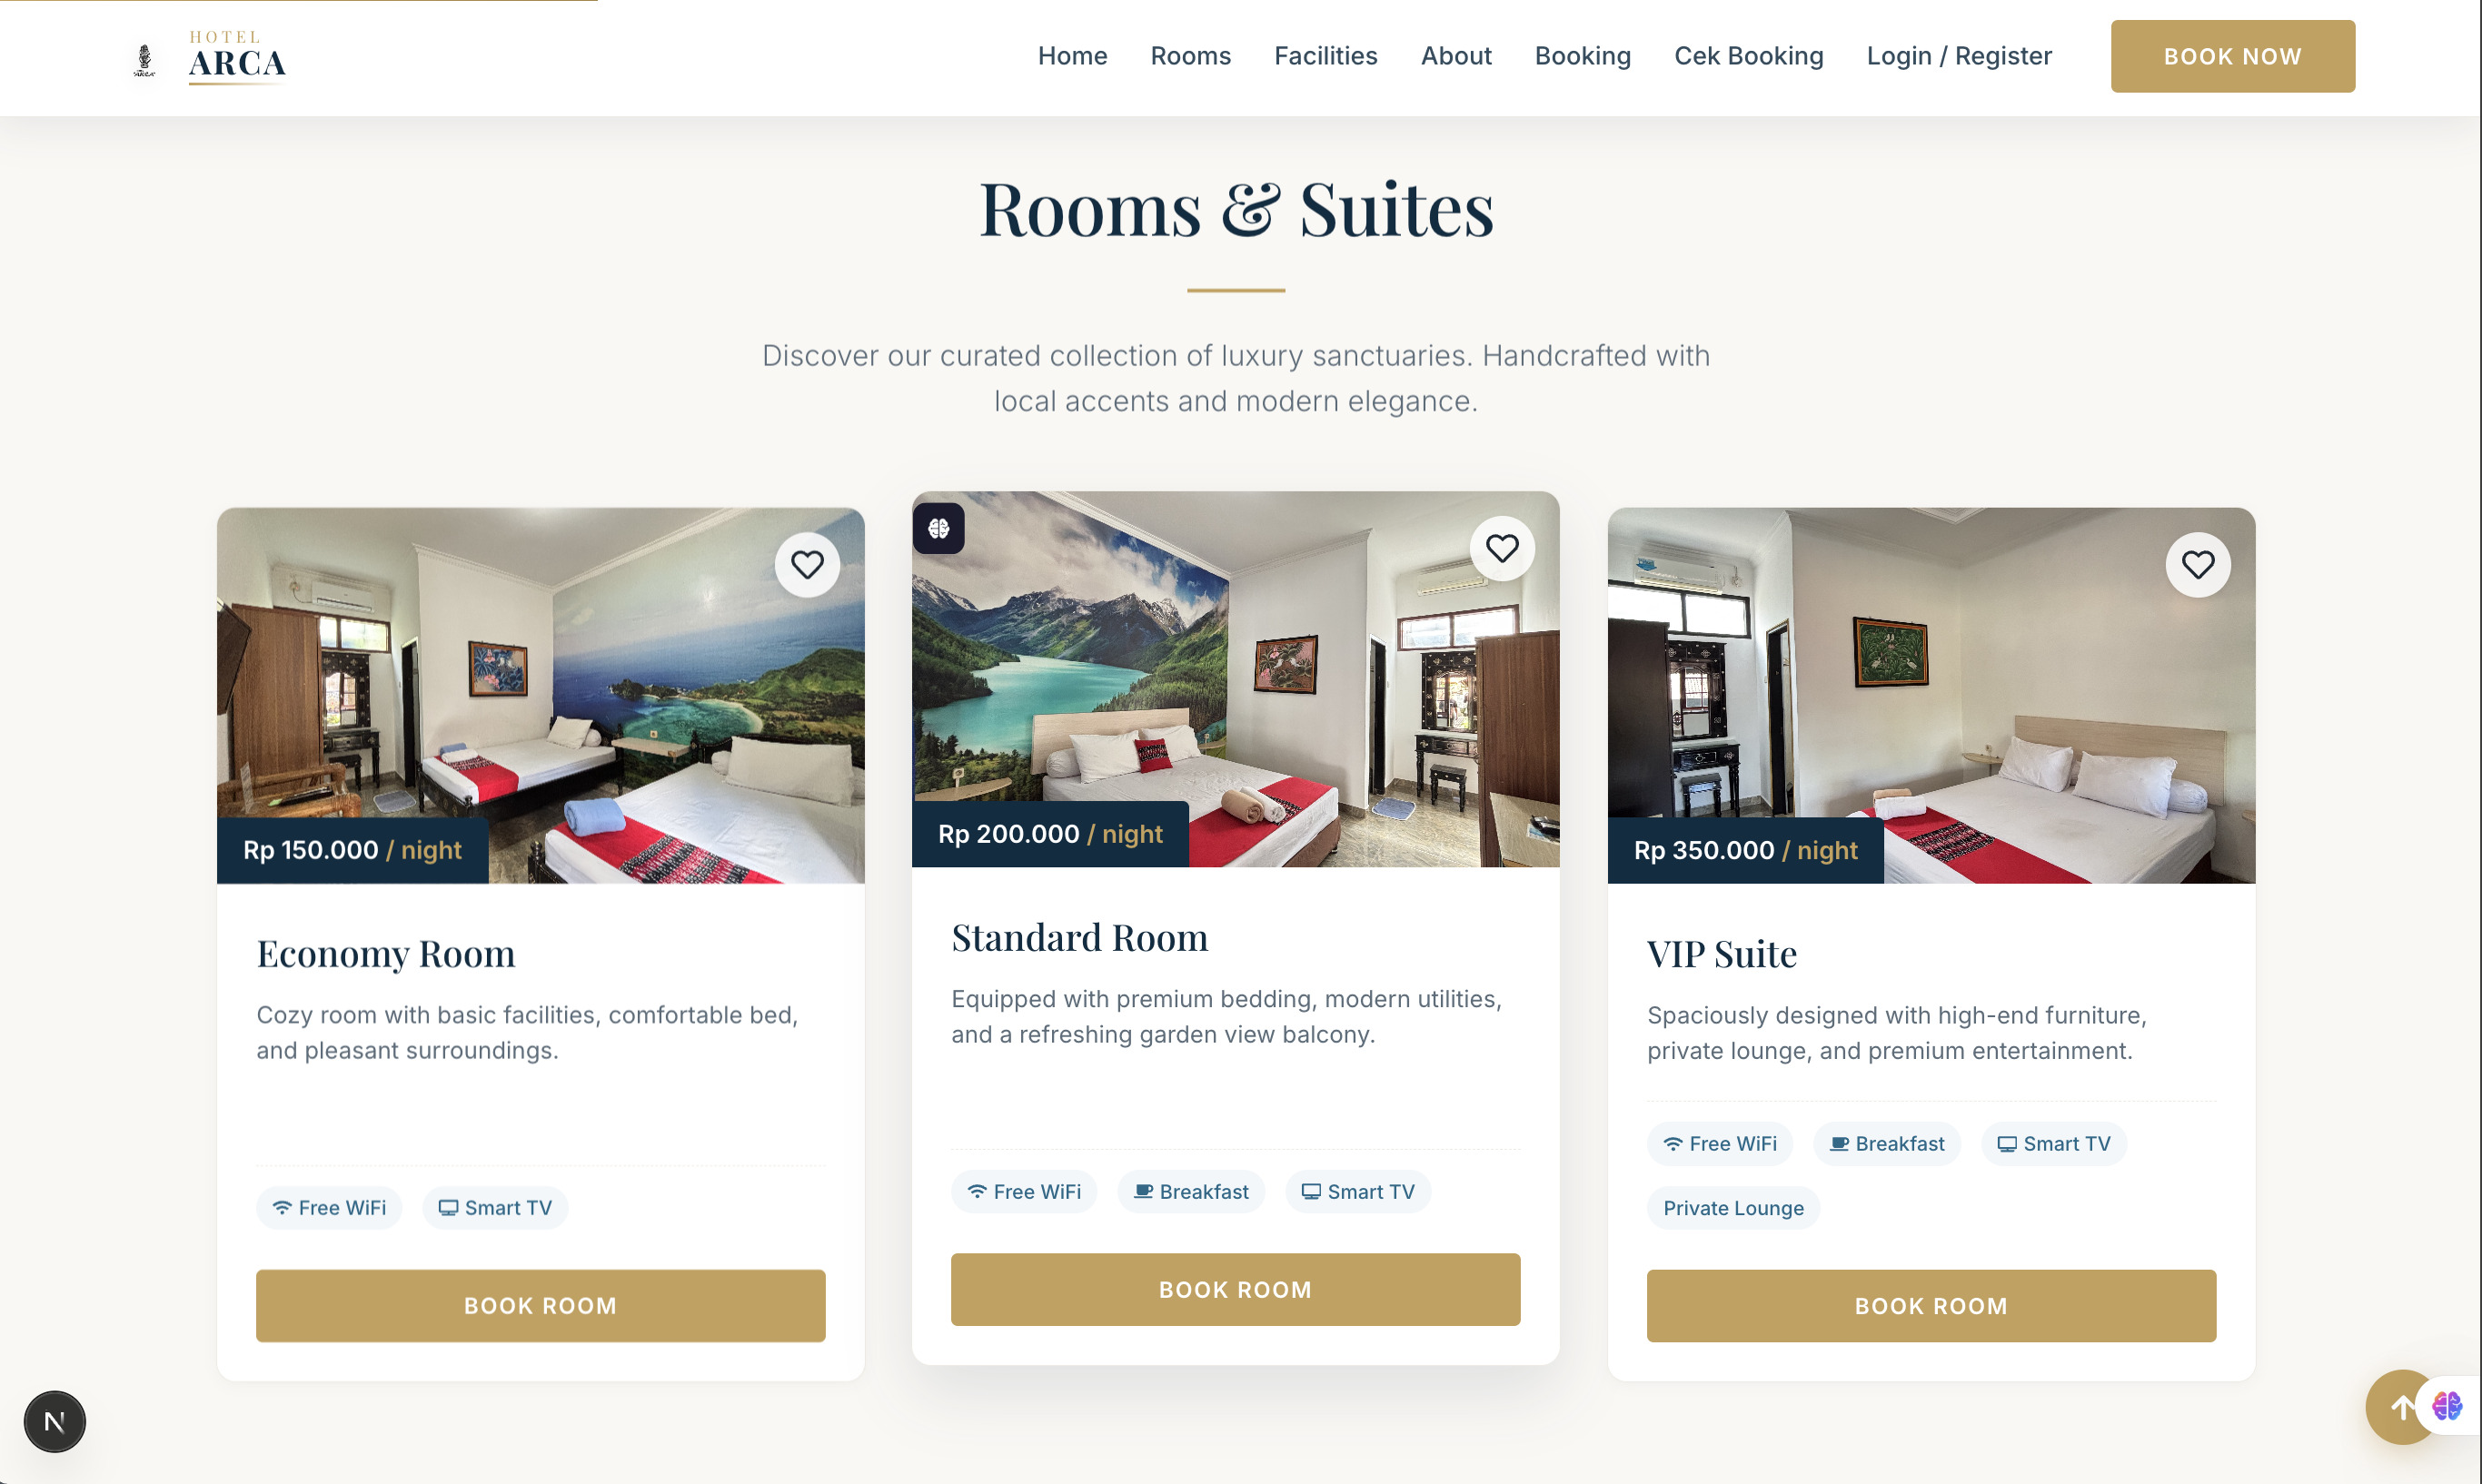 HOTEL
ARCA
Home Rooms Facilities About Booking Cek Booking Login / Register BOOK NOW
Rooms & Suites
Discover our curated collection of luxury sanctuaries. Handcrafted with
local accents and modern elegance.
Rp 150.000 / night
Economy Room
Cozy room with basic facilities, comfortable bed,
and pleasant surroundings.
Free WiFi Smart TV
BOOK ROOM
Rp 200.000 / night
Standard Room
Equipped with premium bedding, modern utilities,
and a refreshing garden view balcony.
Free WiFi Breakfast Smart TV
BOOK ROOM
Rp 350.000 / night
VIP Suite
Spaciously designed with high-end furniture,
private lounge, and premium entertainment.
Free WiFi Breakfast Smart TV
Private Lounge
BOOK ROOM
N